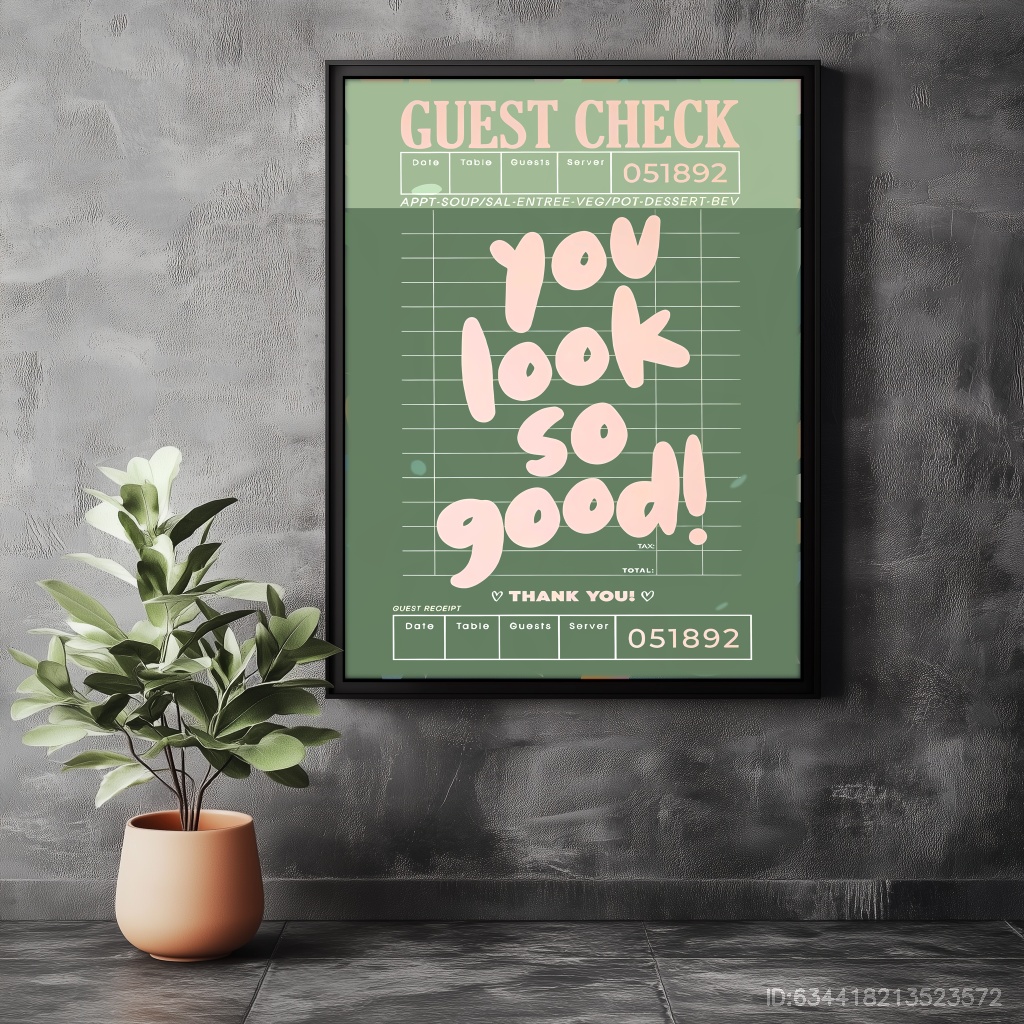 GUEST CHECK
Date Table Guests Server 051892
APPT-SOUP/SAL-ENTREE-VEG/POT-DESSERT-BEV
you
look
so
good!
TAX:
TOTAL:
♡ THANK YOU! ♡
GUEST RECEIPT
Date Table Guests Server 051892
ID:634418213523572